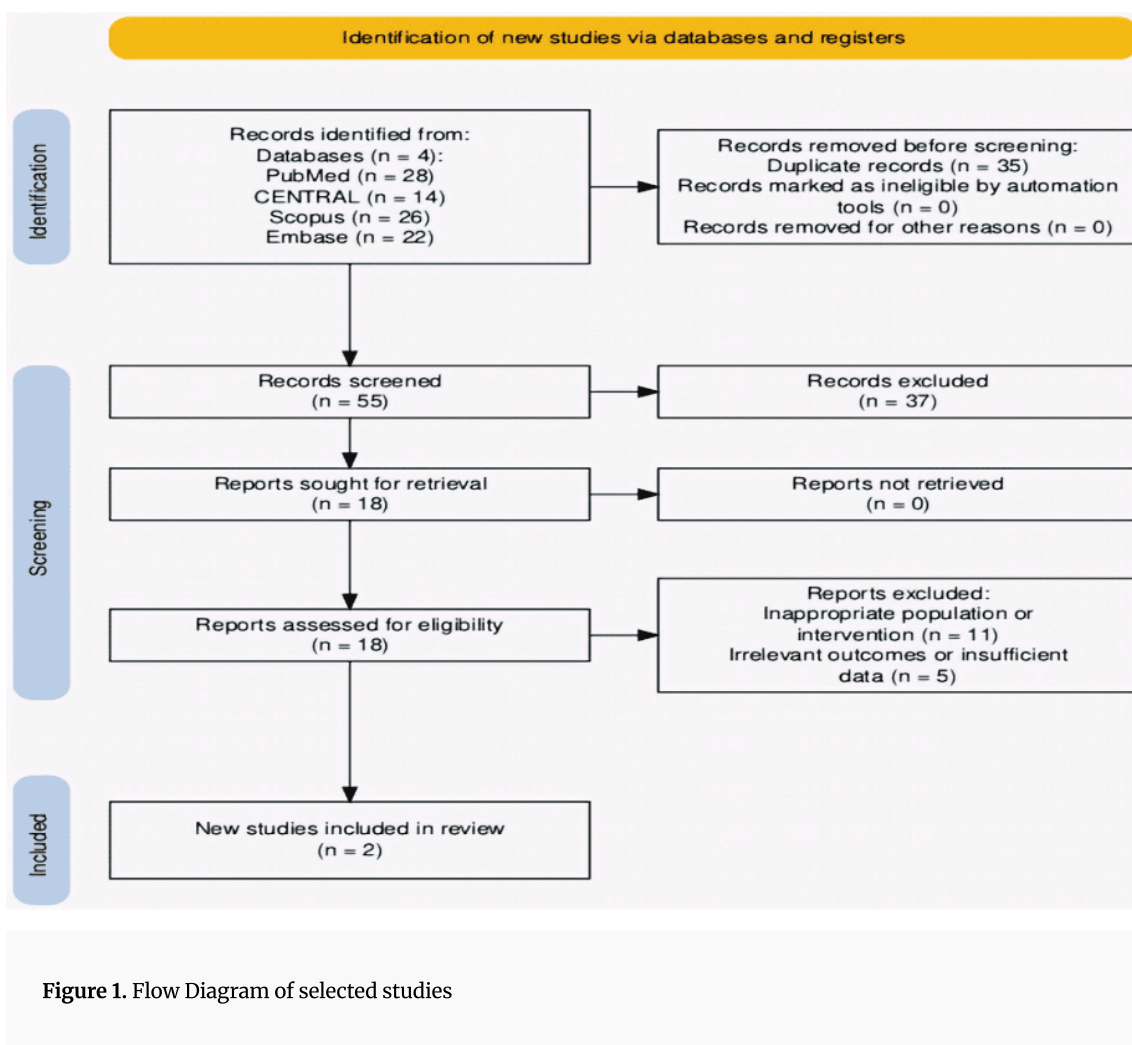 Identification of new studies via databases and registers
Identification
Records identified from:
Databases (n = 4):
PubMed (n = 28)
CENTRAL (n = 14)
Scopus (n = 26)
Embase (n = 22)
Records removed before screening:
Duplicate records (n = 35)
Records marked as ineligible by automation
tools (n = 0)
Records removed for other reasons (n = 0)
Screening
Records screened
(n = 55)
Records excluded
(n = 37)
Reports sought for retrieval
(n = 18)
Reports not retrieved
(n = 0)
Reports assessed for eligibility
(n = 18)
Reports excluded:
Inappropriate population or
intervention (n = 11)
Irrelevant outcomes or insufficient
data (n = 5)
Included
New studies included in review
(n = 2)
Figure 1. Flow Diagram of selected studies